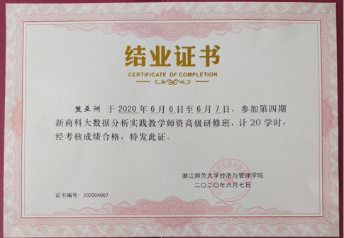 结业证书
CERTIFICATE OF COMPLETION
于 2020 年 6 月 6 日至 6 月 7 日，参加第四期
新商科大数据分析实践教学师资高级研修班，计 20 学时，
经考核成绩合格，特发此证。
湛江师范大学经济与管理学院
二〇二〇年六月七日
证书编号：202004667